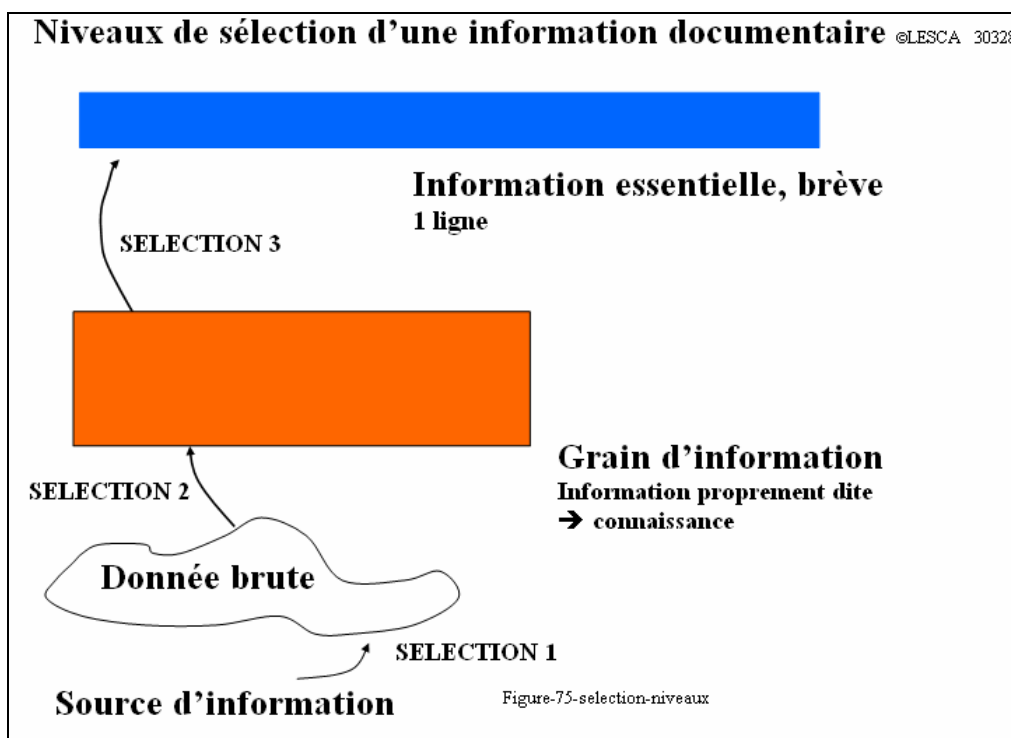 Niveaux de sélection d’une information documentaire ©LESCA 30328
Information essentielle, brève
1 ligne
SELECTION 3
Grain d’information
Information proprement dite
➔ connaissance
SELECTION 2
Donnée brute
SELECTION 1
Source d’information
Figure-75-selection-niveaux